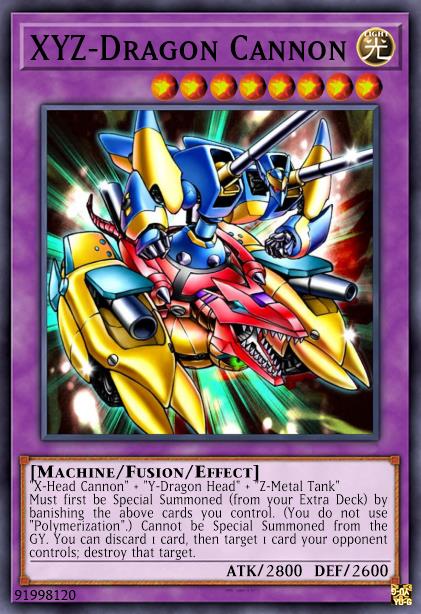 XYZ-Dragon Cannon
LIGHT
光
[Machine/Fusion/Effect]
"X-Head Cannon" + "Y-Dragon Head" + "Z-Metal Tank"
Must first be Special Summoned (from your Extra Deck) by
banishing the above cards you control. (You do not use
"Polymerization".) Cannot be Special Summoned from the
GY. You can discard 1 card, then target 1 card your opponent
controls; destroy that target.
ATK/2800 DEF/2600
91998120